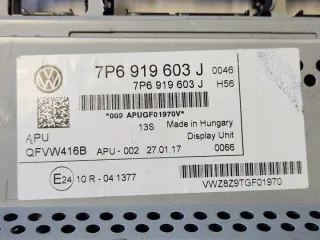 7P6 919 603 J 0046
7P6 919 603 J H56
*009 APUGF01970V*
13S Made in Hungary
APU Display Unit
QFVW416B APU - 002 27.01.17 0066
E24 10 R - 04 1377
VWZ8Z9TGF01970